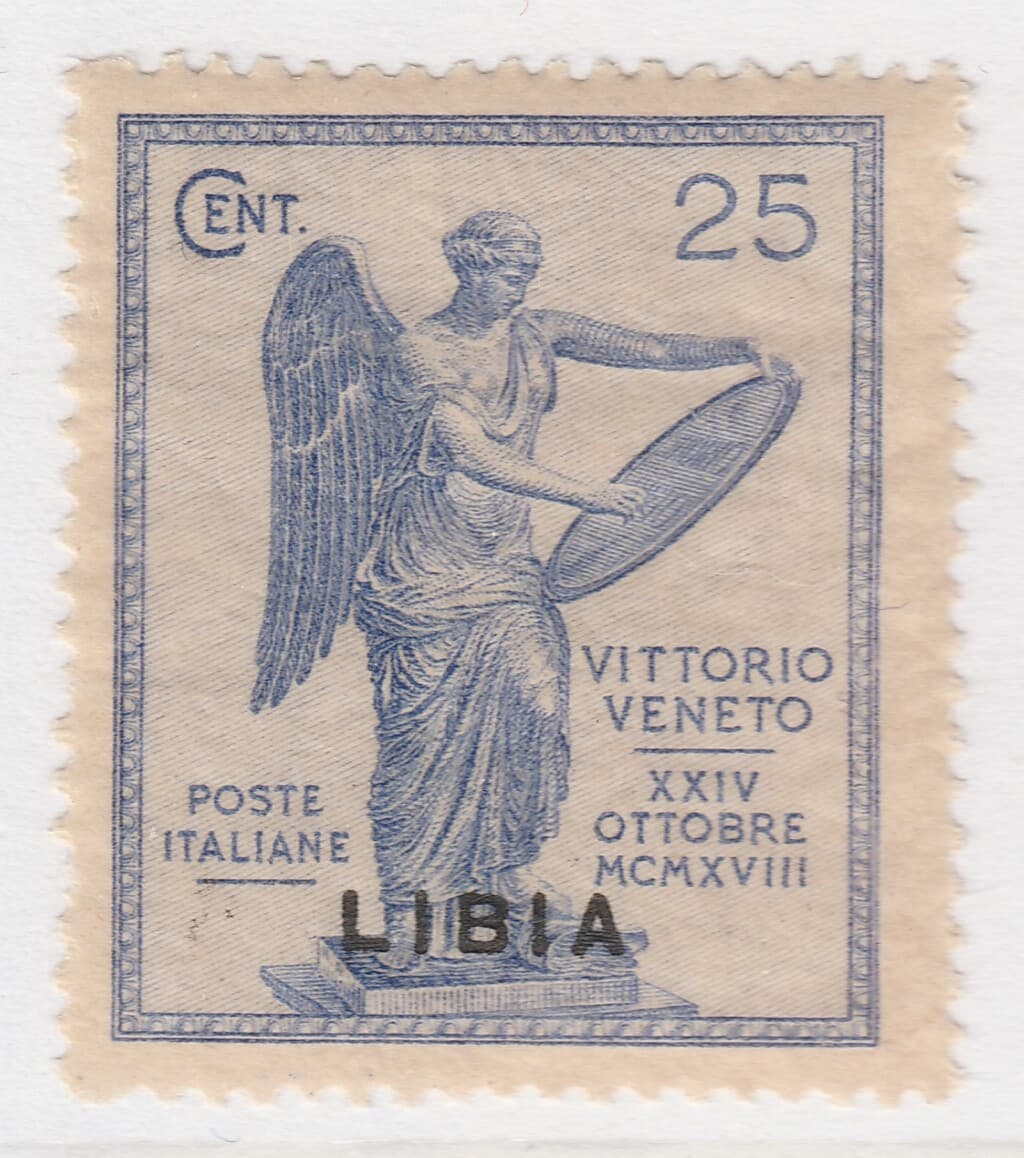 CENT. 25
VITTORIO
VENETO
XXIV
OTTOBRE
MCMXVIII
POSTE
ITALIANE
LIBIA